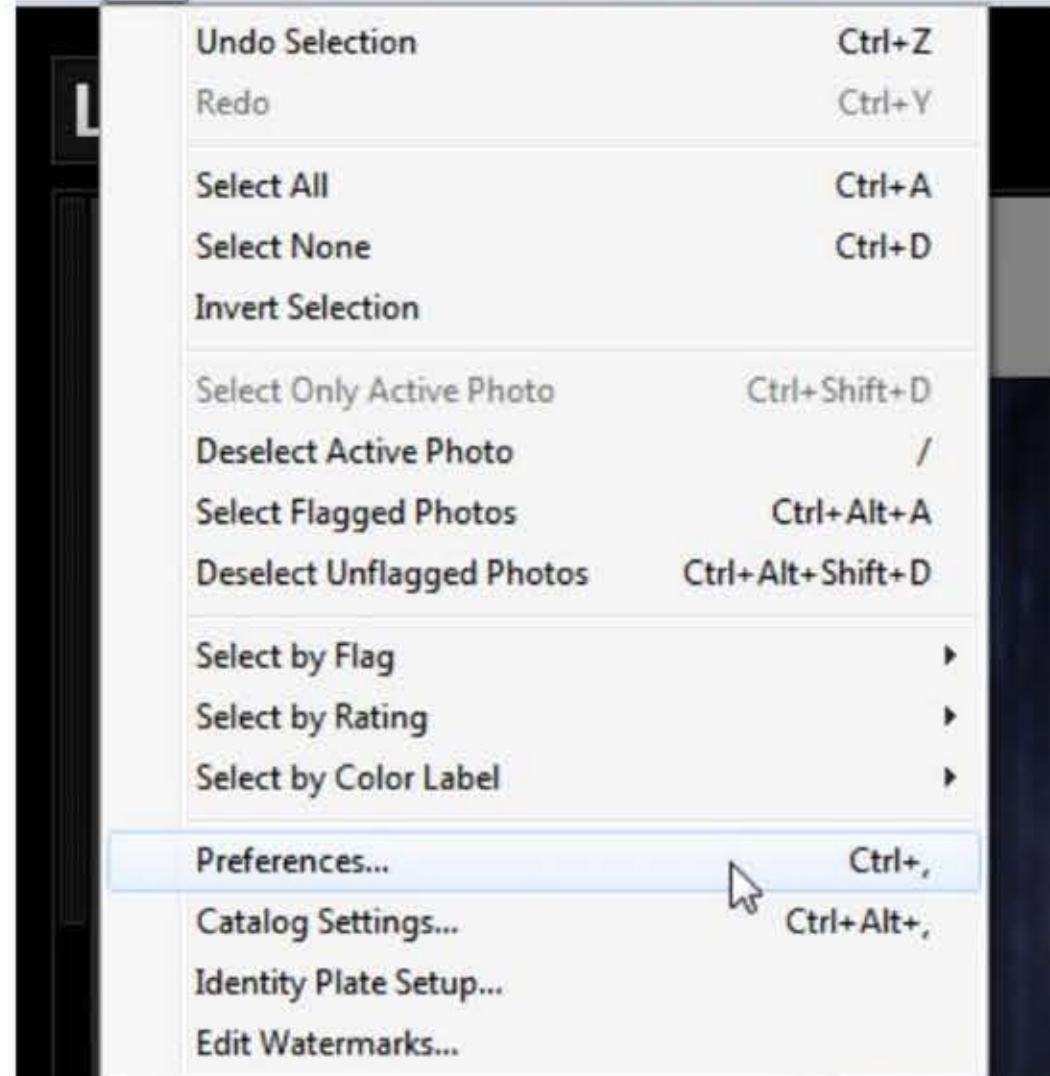 L
Undo Selection Ctrl+Z
Redo Ctrl+Y
Select All Ctrl+A
Select None Ctrl+D
Invert Selection
Select Only Active Photo Ctrl+Shift+D
Deselect Active Photo /
Select Flagged Photos Ctrl+Alt+A
Deselect Unflagged Photos Ctrl+Alt+Shift+D
Select by Flag
Select by Rating
Select by Color Label
Preferences... Ctrl+,
Catalog Settings... Ctrl+Alt+,
Identity Plate Setup...
Edit Watermarks...